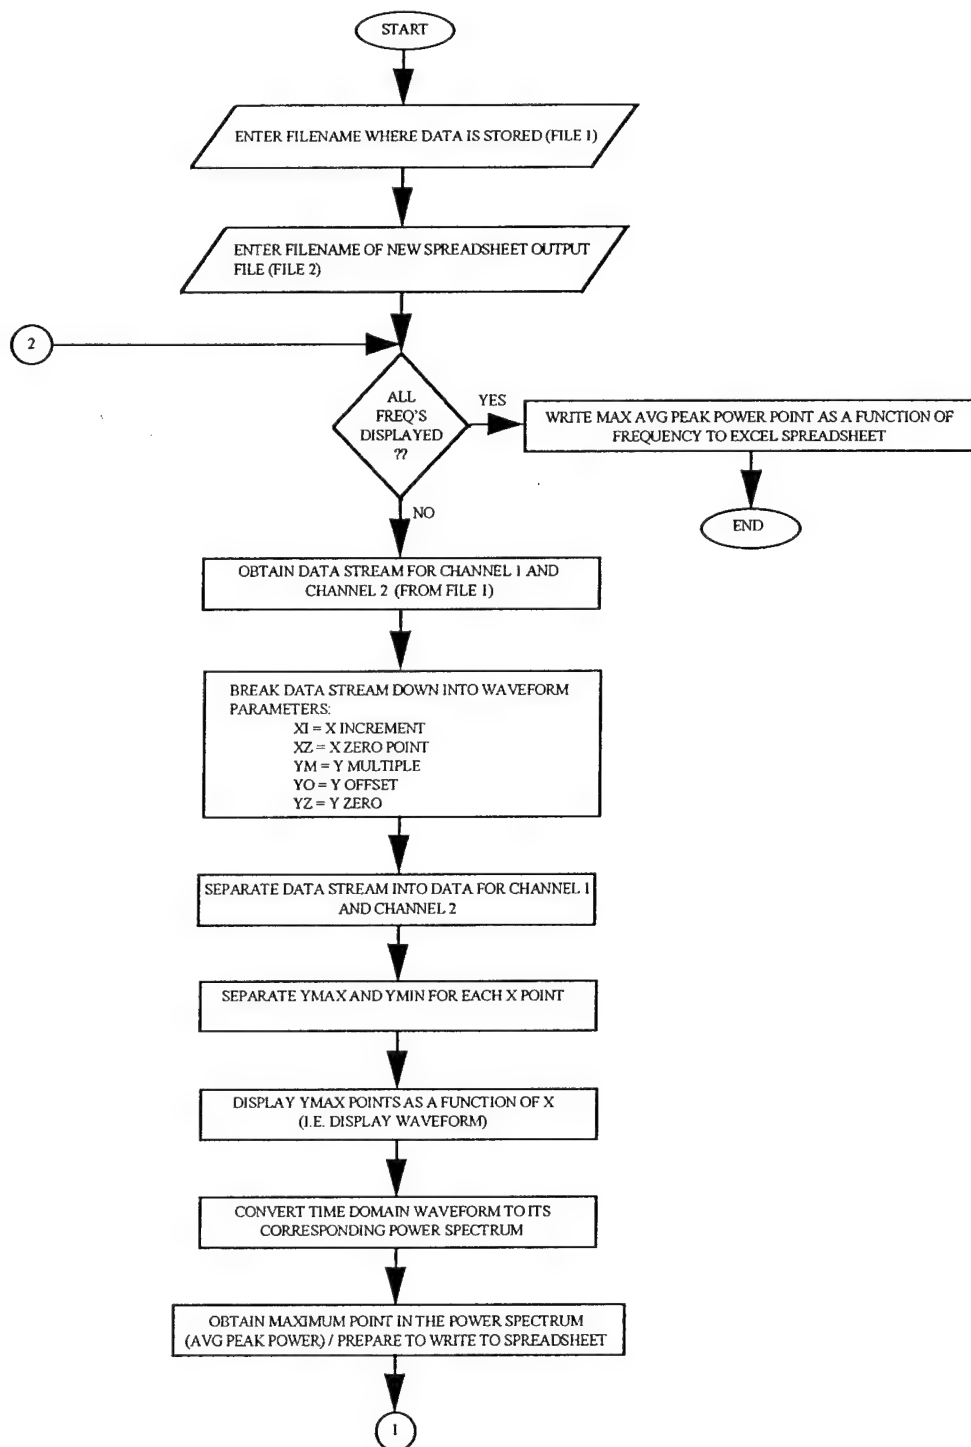 START
ENTER FILENAME WHERE DATA IS STORED (FILE 1)
ENTER FILENAME OF NEW SPREADSHEET OUTPUT
FILE (FILE 2)
2
ALL
FREQ'S
DISPLAYED
??
YES
WRITE MAX AVG PEAK POWER POINT AS A FUNCTION OF
FREQUENCY TO EXCEL SPREADSHEET
END
NO
OBTAIN DATA STREAM FOR CHANNEL 1 AND
CHANNEL 2 (FROM FILE 1)
BREAK DATA STREAM DOWN INTO WAVEFORM
PARAMETERS:
XI = X INCREMENT
XZ = X ZERO POINT
YM = Y MULTIPLE
YO = Y OFFSET
YZ = Y ZERO
SEPARATE DATA STREAM INTO DATA FOR CHANNEL 1
AND CHANNEL 2
SEPARATE YMAX AND YMIN FOR EACH X POINT
DISPLAY YMAX POINTS AS A FUNCTION OF X
(I.E. DISPLAY WAVEFORM)
CONVERT TIME DOMAIN WAVEFORM TO ITS
CORRESPONDING POWER SPECTRUM
OBTAIN MAXIMUM POINT IN THE POWER SPECTRUM
(AVG PEAK POWER) / PREPARE TO WRITE TO SPREADSHEET
1